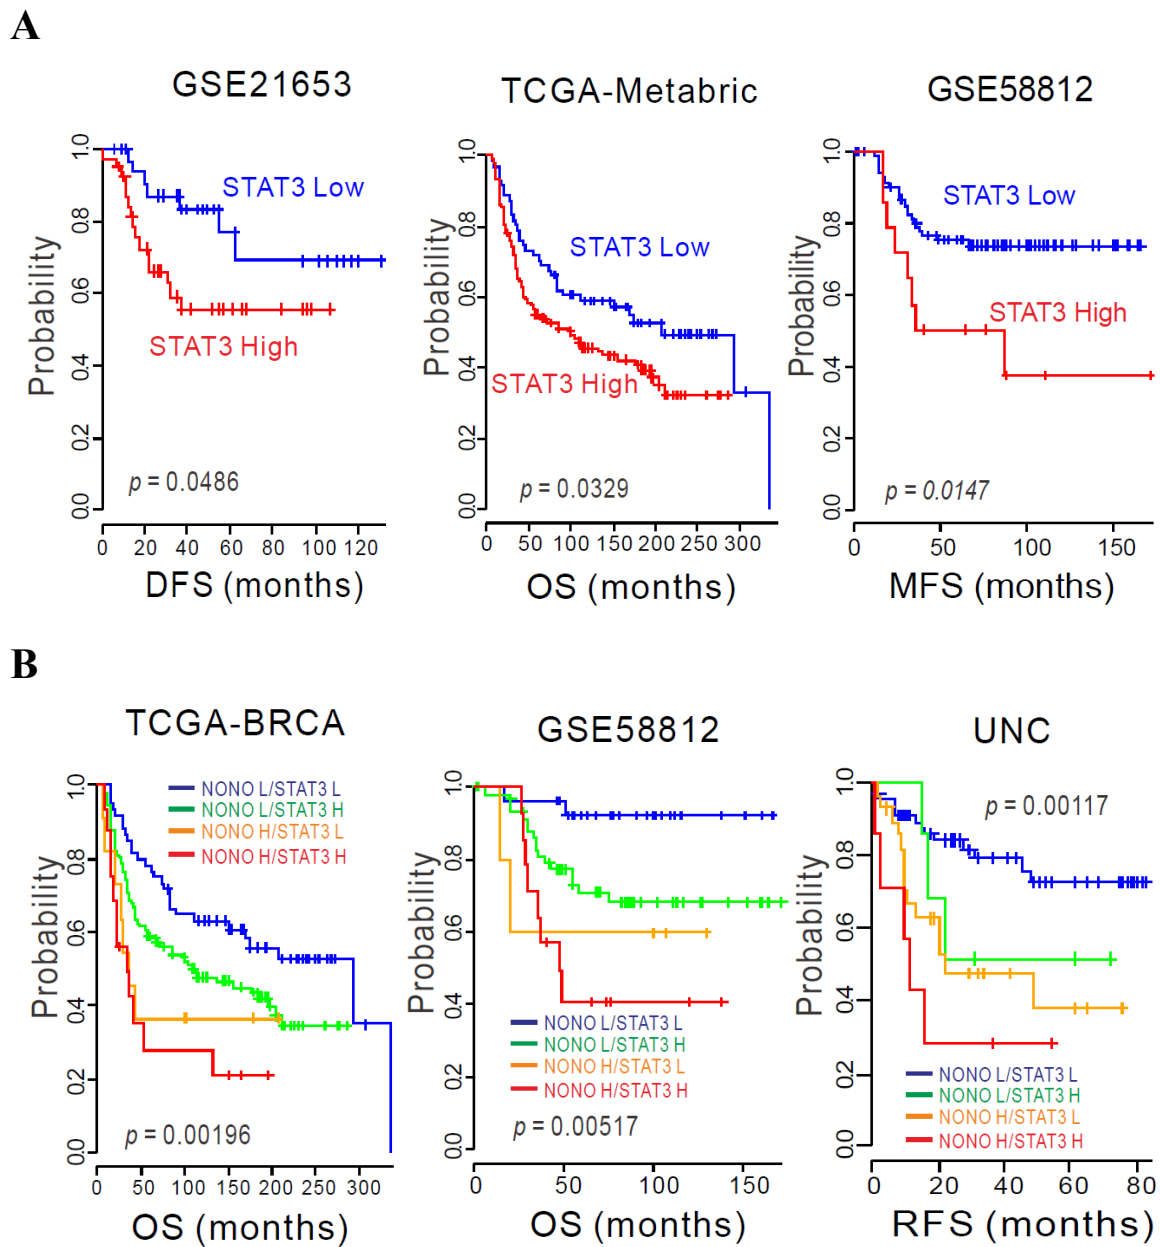 A
GSE21653
Probability
0.0 0.2 0.4 0.6 0.8 1.0
STAT3 Low
STAT3 High
p = 0.0486
0 20 40 60 80 100 120
DFS (months)
TCGA-Metabric
Probability
0.0 0.2 0.4 0.6 0.8 1.0
STAT3 Low
STAT3 High
p = 0.0329
0 50 100 150 200 250 300
OS (months)
GSE58812
Probability
0.0 0.2 0.4 0.6 0.8 1.0
STAT3 Low
STAT3 High
p = 0.0147
0 50 100 150
MFS (months)
B
TCGA-BRCA
Probability
0.0 0.2 0.4 0.6 0.8 1.0
NONO L/STAT3 L
NONO L/STAT3 H
NONO H/STAT3 L
NONO H/STAT3 H
p = 0.00196
0 50 100 150 200 300
OS (months)
GSE58812
Probability
0.0 0.2 0.4 0.6 0.8 1.0
NONO L/STAT3 L
NONO L/STAT3 H
NONO H/STAT3 L
NONO H/STAT3 H
p = 0.00517
0 50 100 150
OS (months)
UNC
Probability
0.0 0.2 0.4 0.6 0.8 1.0
p = 0.00117
NONO L/STAT3 L
NONO L/STAT3 H
NONO H/STAT3 L
NONO H/STAT3 H
0 20 40 60 80
RFS (months)